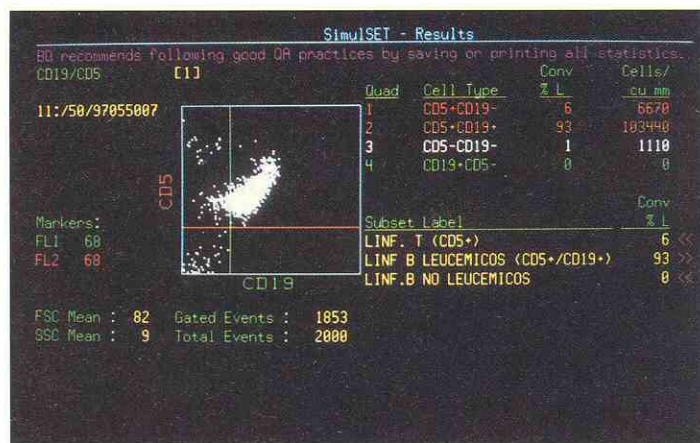 SimulSET - Results
BD recommends following good QA practices by saving or printing all statistics.
CD19/CD5 [1]
11:/50/97055007
Conv Cells/
Quad Cell Type % L cu mm
1 CD5+CD19- 6 6670
2 CD5+CD19+ 93 103440
3 CD5-CD19- 1 1110
4 CD19+CD5- 0 0
CD5
CD19
Markers:
FL1 68
FL2 68
Conv
Subset Label % L
LINF. T (CD5+) 6 <<
LINF B LEUCEMICOS (CD5+/CD19+) 93 >>
LINF.B NO LEUCEMICOS 0 <<
FSC Mean : 82 Gated Events : 1853
SSC Mean : 9 Total Events : 2000